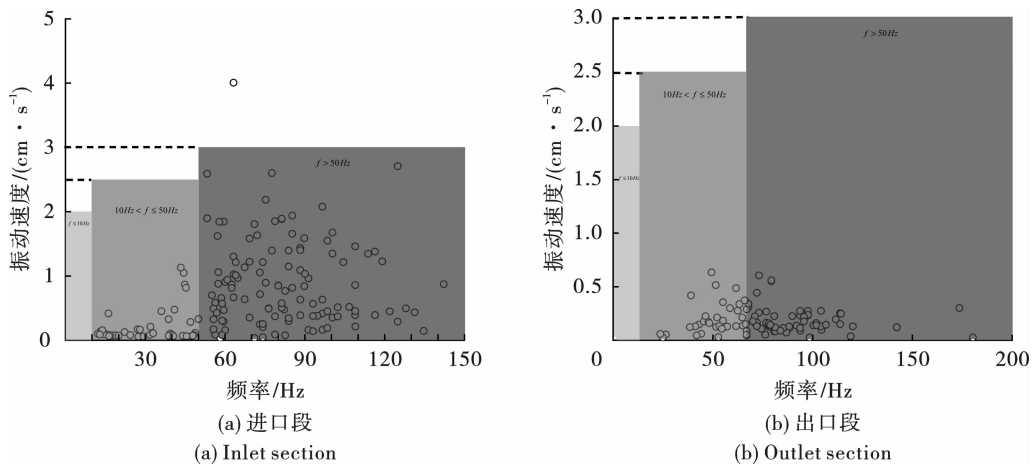 5
4
3
2
1
0
振动速度/(cm·s⁻¹)
f≤10Hz
10Hz < f ≤ 50Hz
f > 50Hz
30
60
90
120
150
频率/Hz
(a) 进口段
(a) Inlet section
3.0
2.5
2.0
1.5
1.0
0.5
0
振动速度/(cm·s⁻¹)
f≤10Hz
10Hz < f ≤ 50Hz
f > 50Hz
50
100
150
200
频率/Hz
(b) 出口段
(b) Outlet section